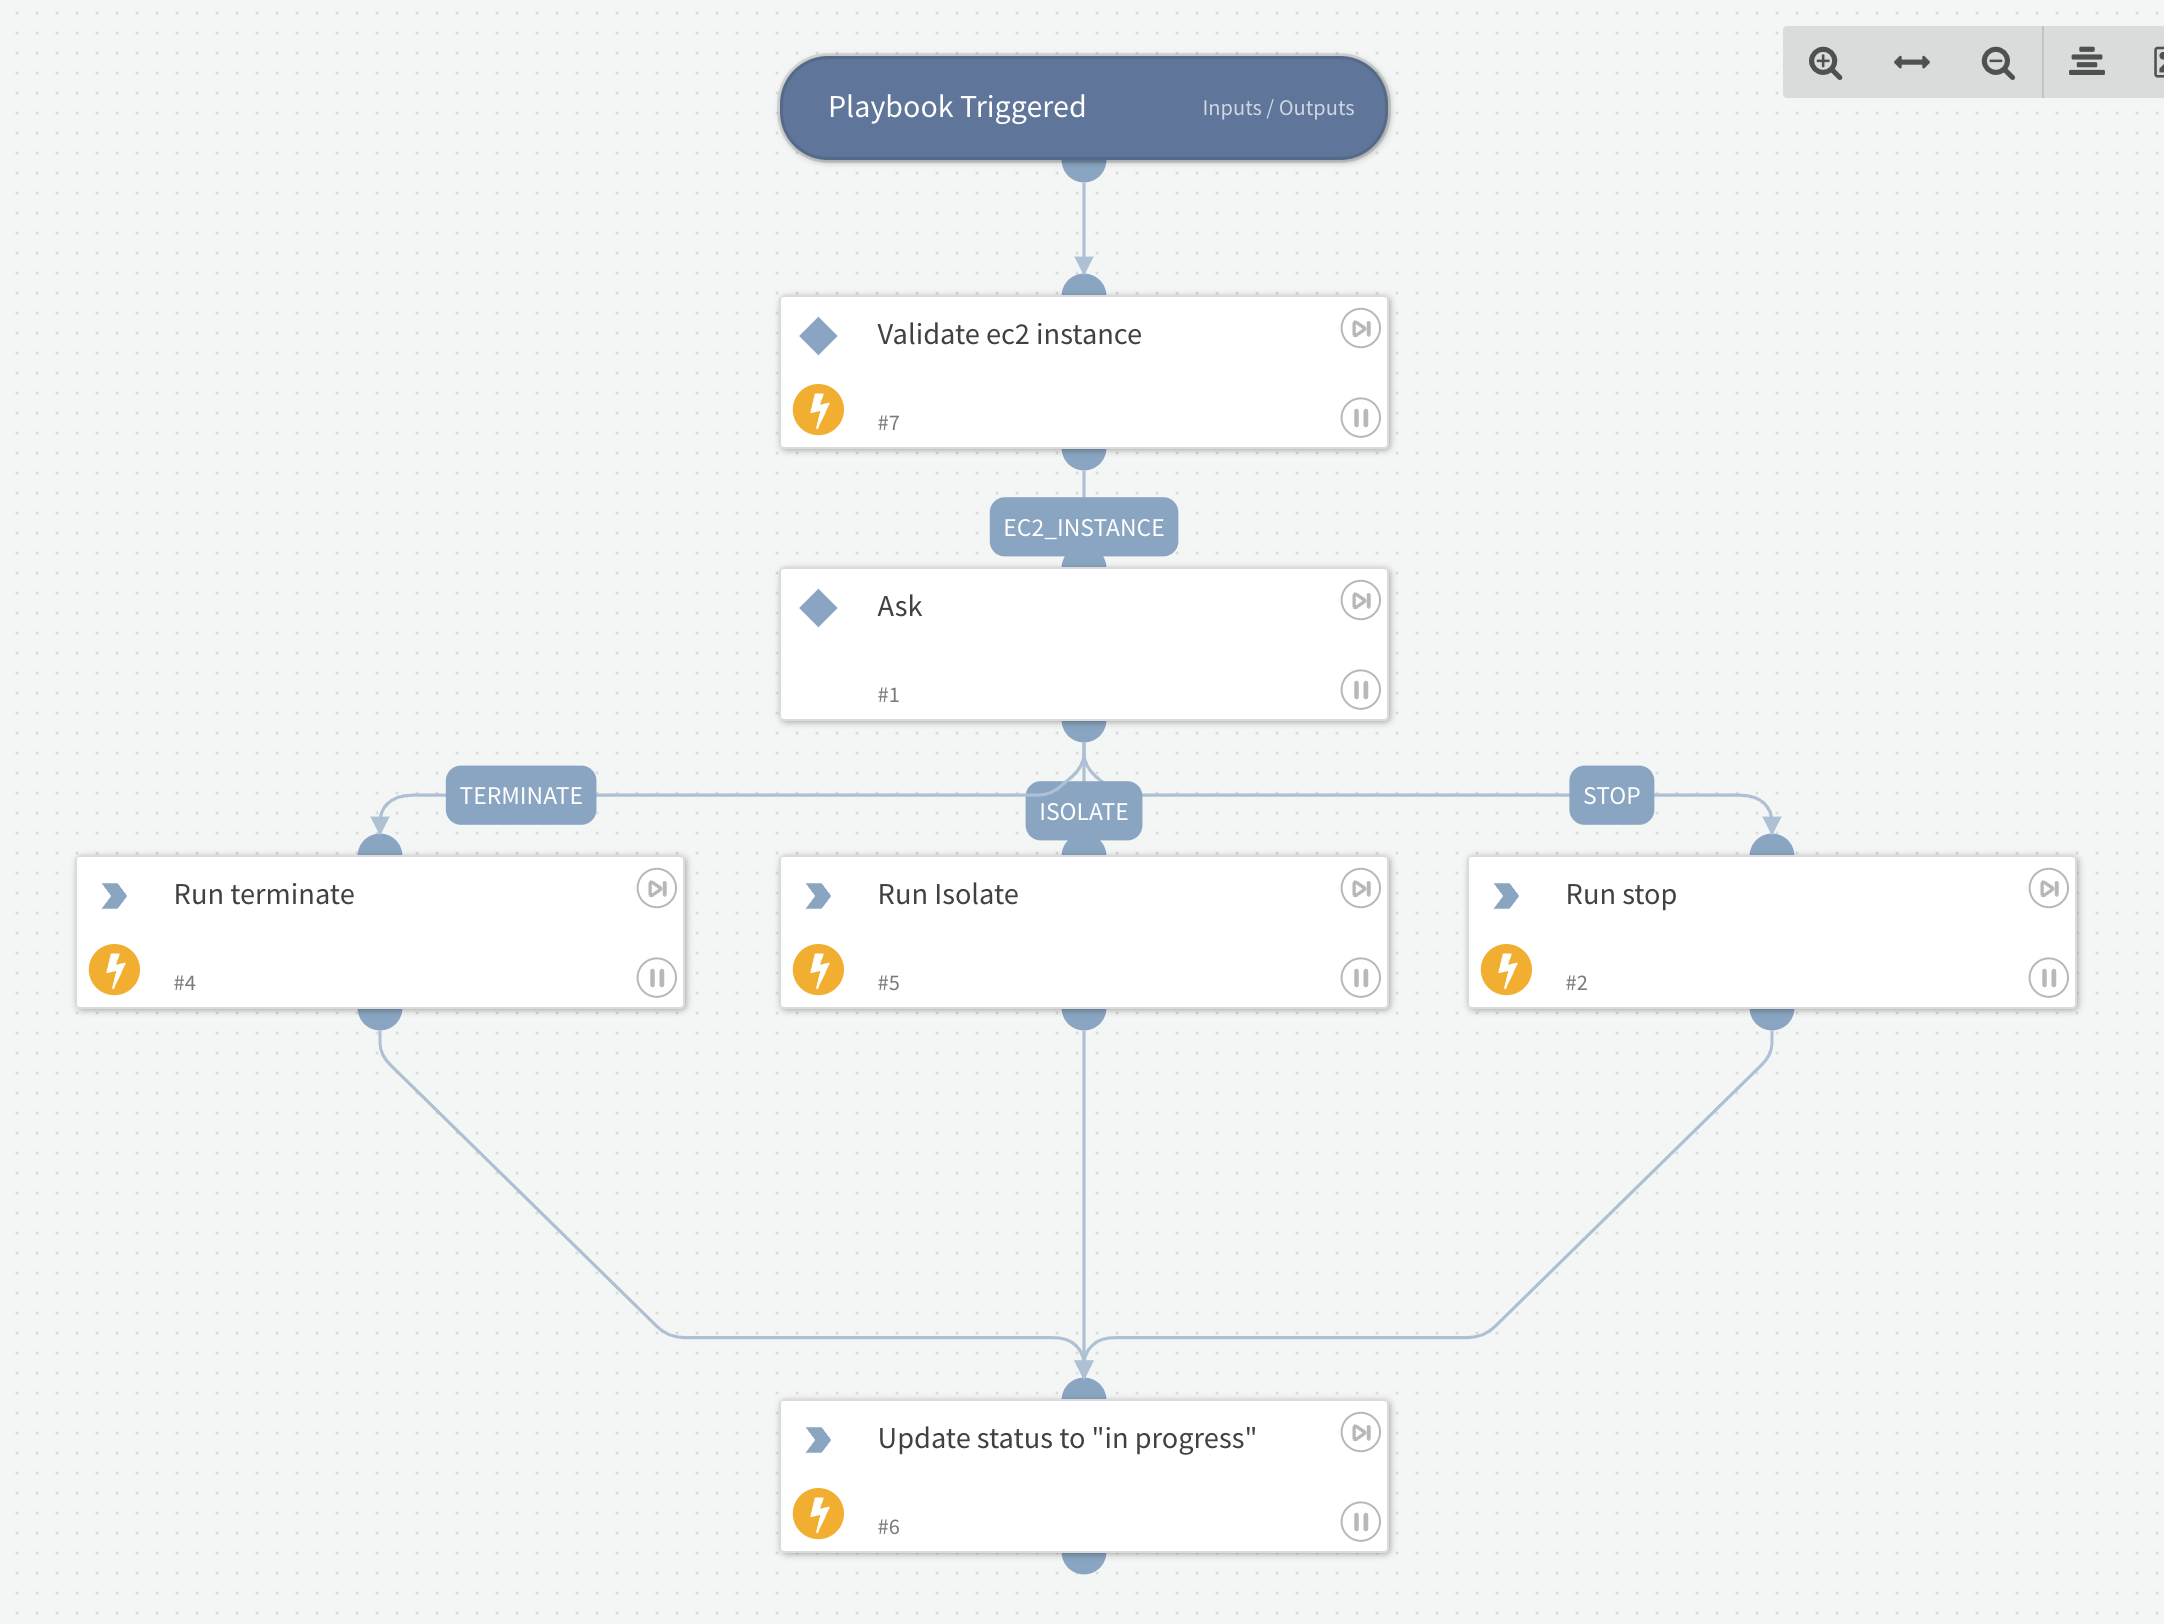 Playbook Triggered
Inputs / Outputs
Validate ec2 instance
#7
EC2_INSTANCE
Ask
#1
TERMINATE
ISOLATE
STOP
Run terminate
#4
Run Isolate
#5
Run stop
#2
Update status to "in progress"
#6